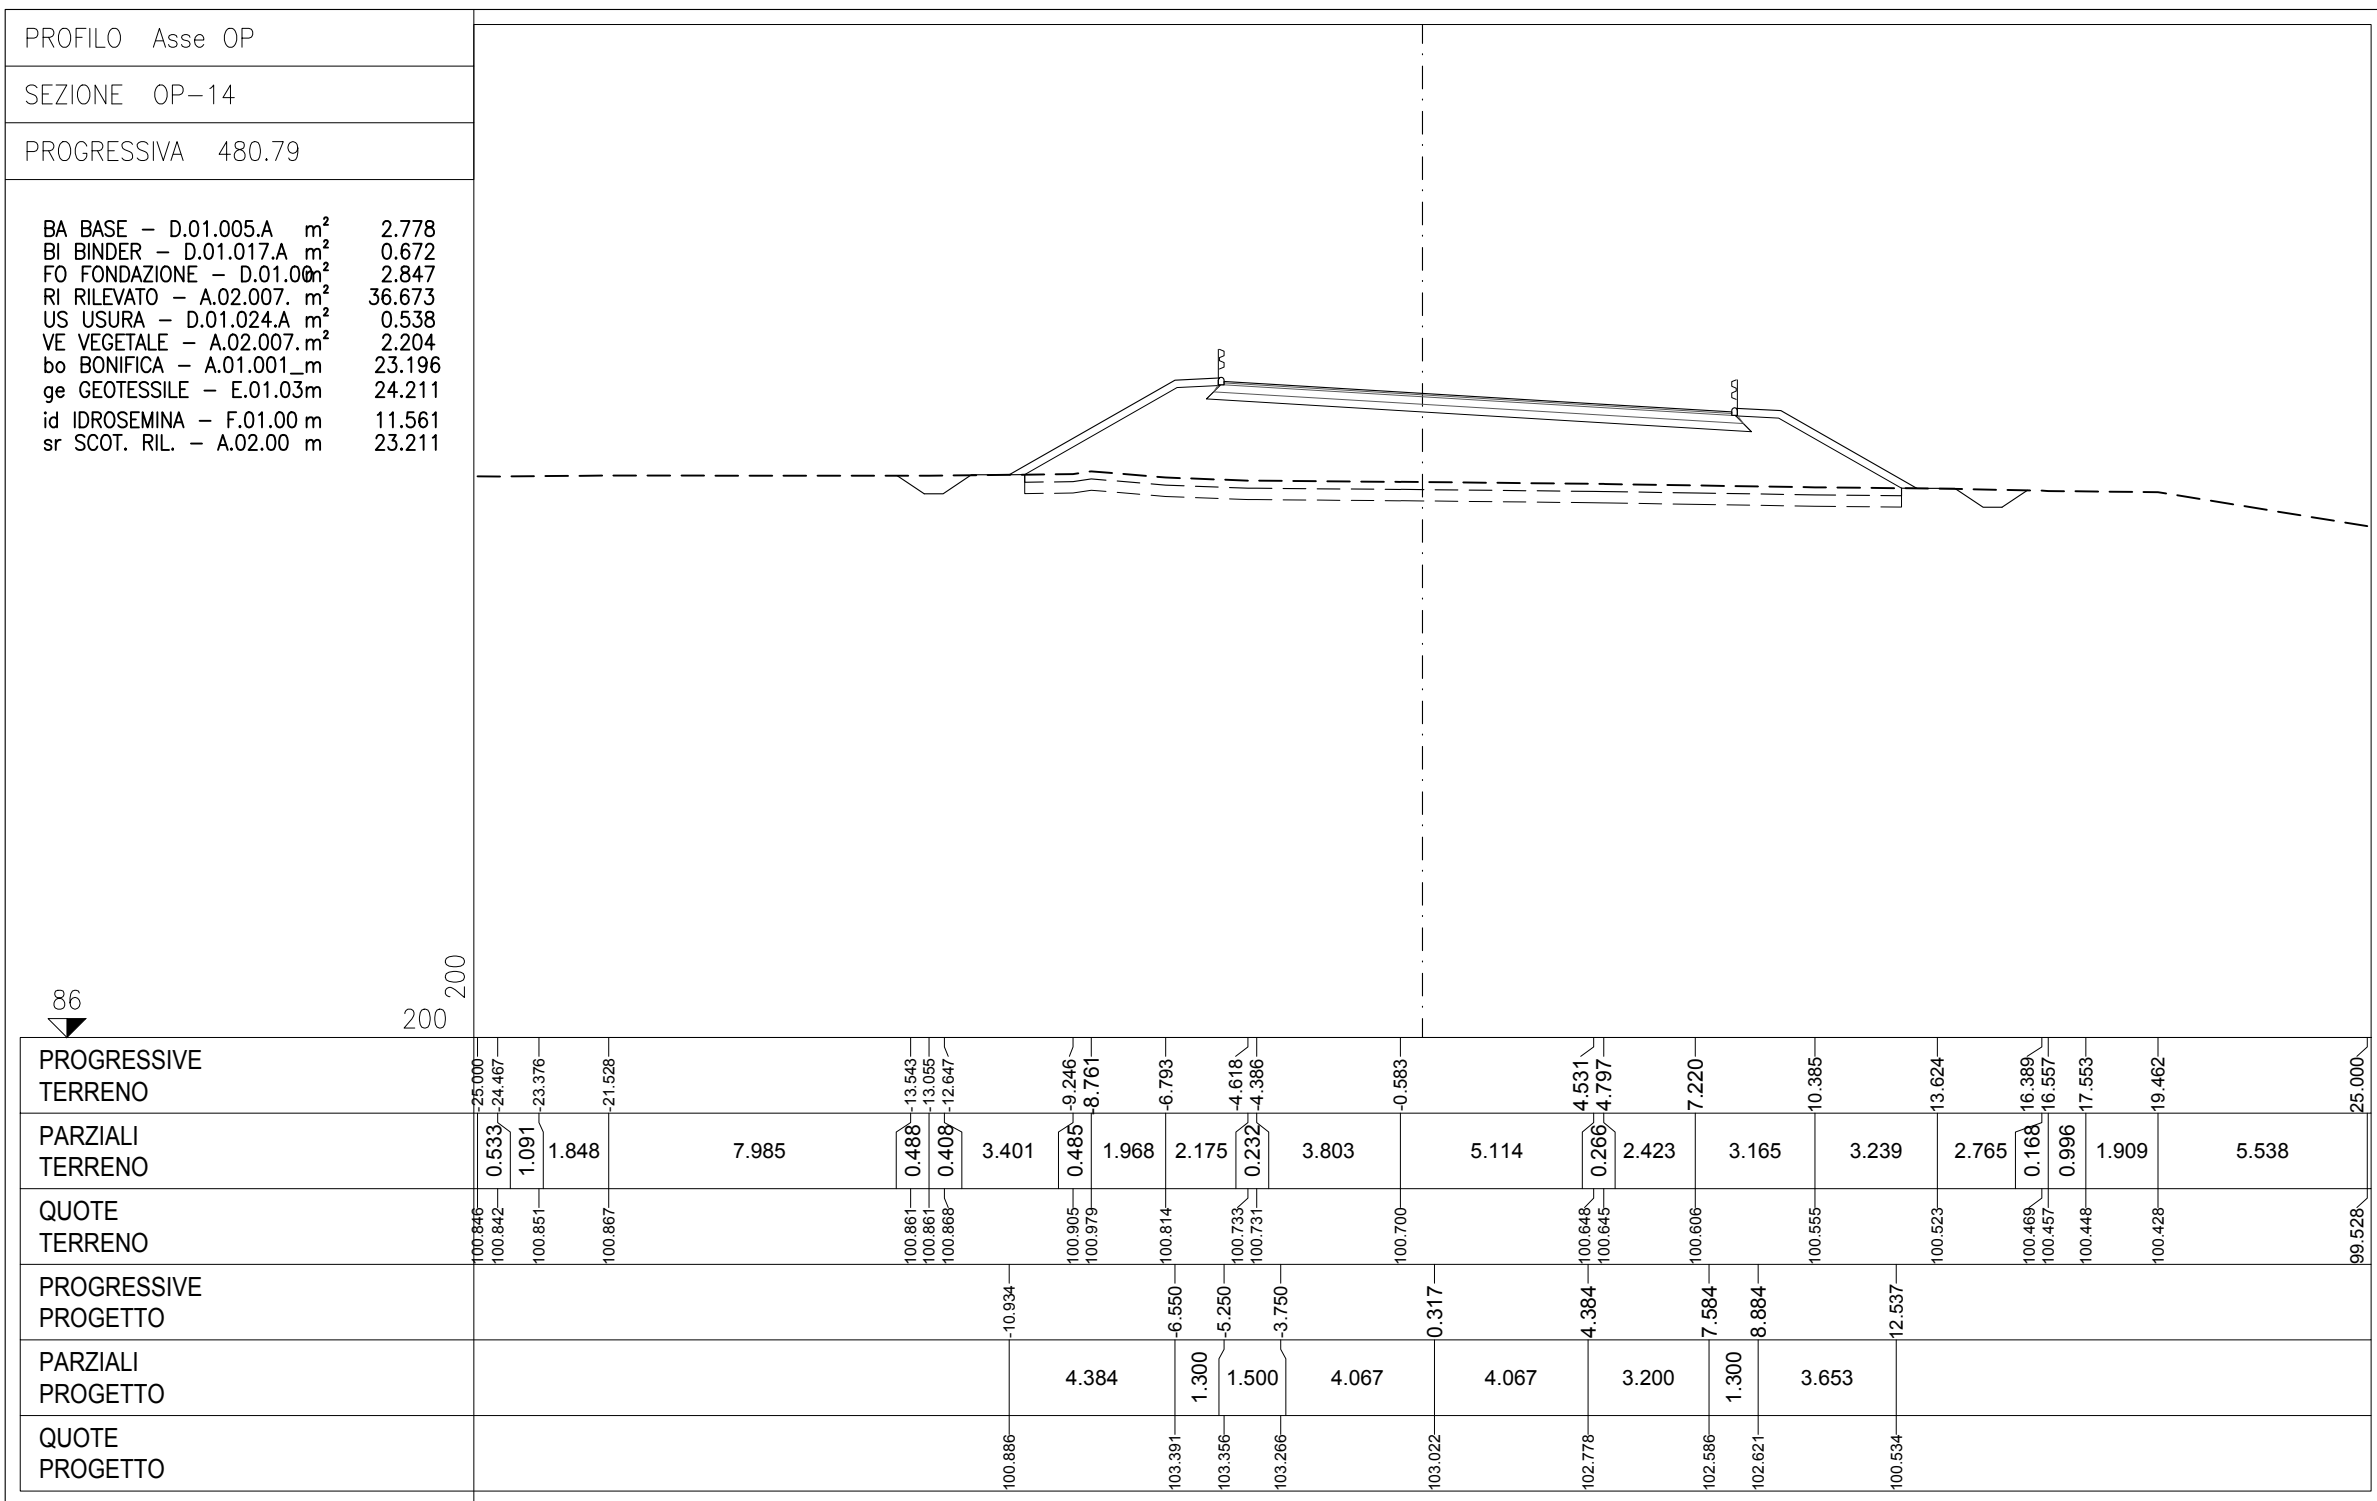 PROFILO Asse OP
SEZIONE OP-14
PROGRESSIVA 480.79
BA BASE - D.01.005.A m² 2.778
BI BINDER - D.01.017.A m² 0.672
FO FONDAZIONE - D.01.00 m² 2.847
RI RILEVATO - A.02.007. m² 36.673
US USURA - D.01.024.A m² 0.538
VE VEGETALE - A.02.007. m² 2.204
bo BONIFICA - A.01.001_m 23.196
ge GEOTESSILE - E.01.03m 24.211
id IDROSEMINA - F.01.00 m 11.561
sr SCOT. RIL. - A.02.00 m 23.211
200
86
200
PROGRESSIVE
TERRENO
-25.000 -24.467 -23.376 -21.528 -13.543 -13.055 -12.647 -9.246 -8.761 -6.793 -4.618 -4.386 -0.583 4.531 4.797 7.220 10.385 13.624 16.389 16.557 17.553 19.462 25.000
PARZIALI
TERRENO
0.533 1.091 1.848 7.985 0.488 0.408 3.401 0.485 1.968 2.175 0.232 3.803 5.114 0.266 2.423 3.165 3.239 2.765 0.168 0.996 1.909 5.538
QUOTE
TERRENO
100.846 100.842 100.851 100.867 100.861 100.861 100.868 100.905 100.979 100.814 100.733 100.731 100.700 100.648 100.645 100.606 100.555 100.523 100.469 100.457 100.448 100.428 99.528
PROGRESSIVE
PROGETTO
-10.934 -6.550 -5.250 -3.750 0.317 4.384 7.584 8.884 12.537
PARZIALI
PROGETTO
4.384 1.300 1.500 4.067 4.067 3.200 1.300 3.653
QUOTE
PROGETTO
100.886 103.391 103.356 103.266 103.022 102.778 102.586 102.621 100.534